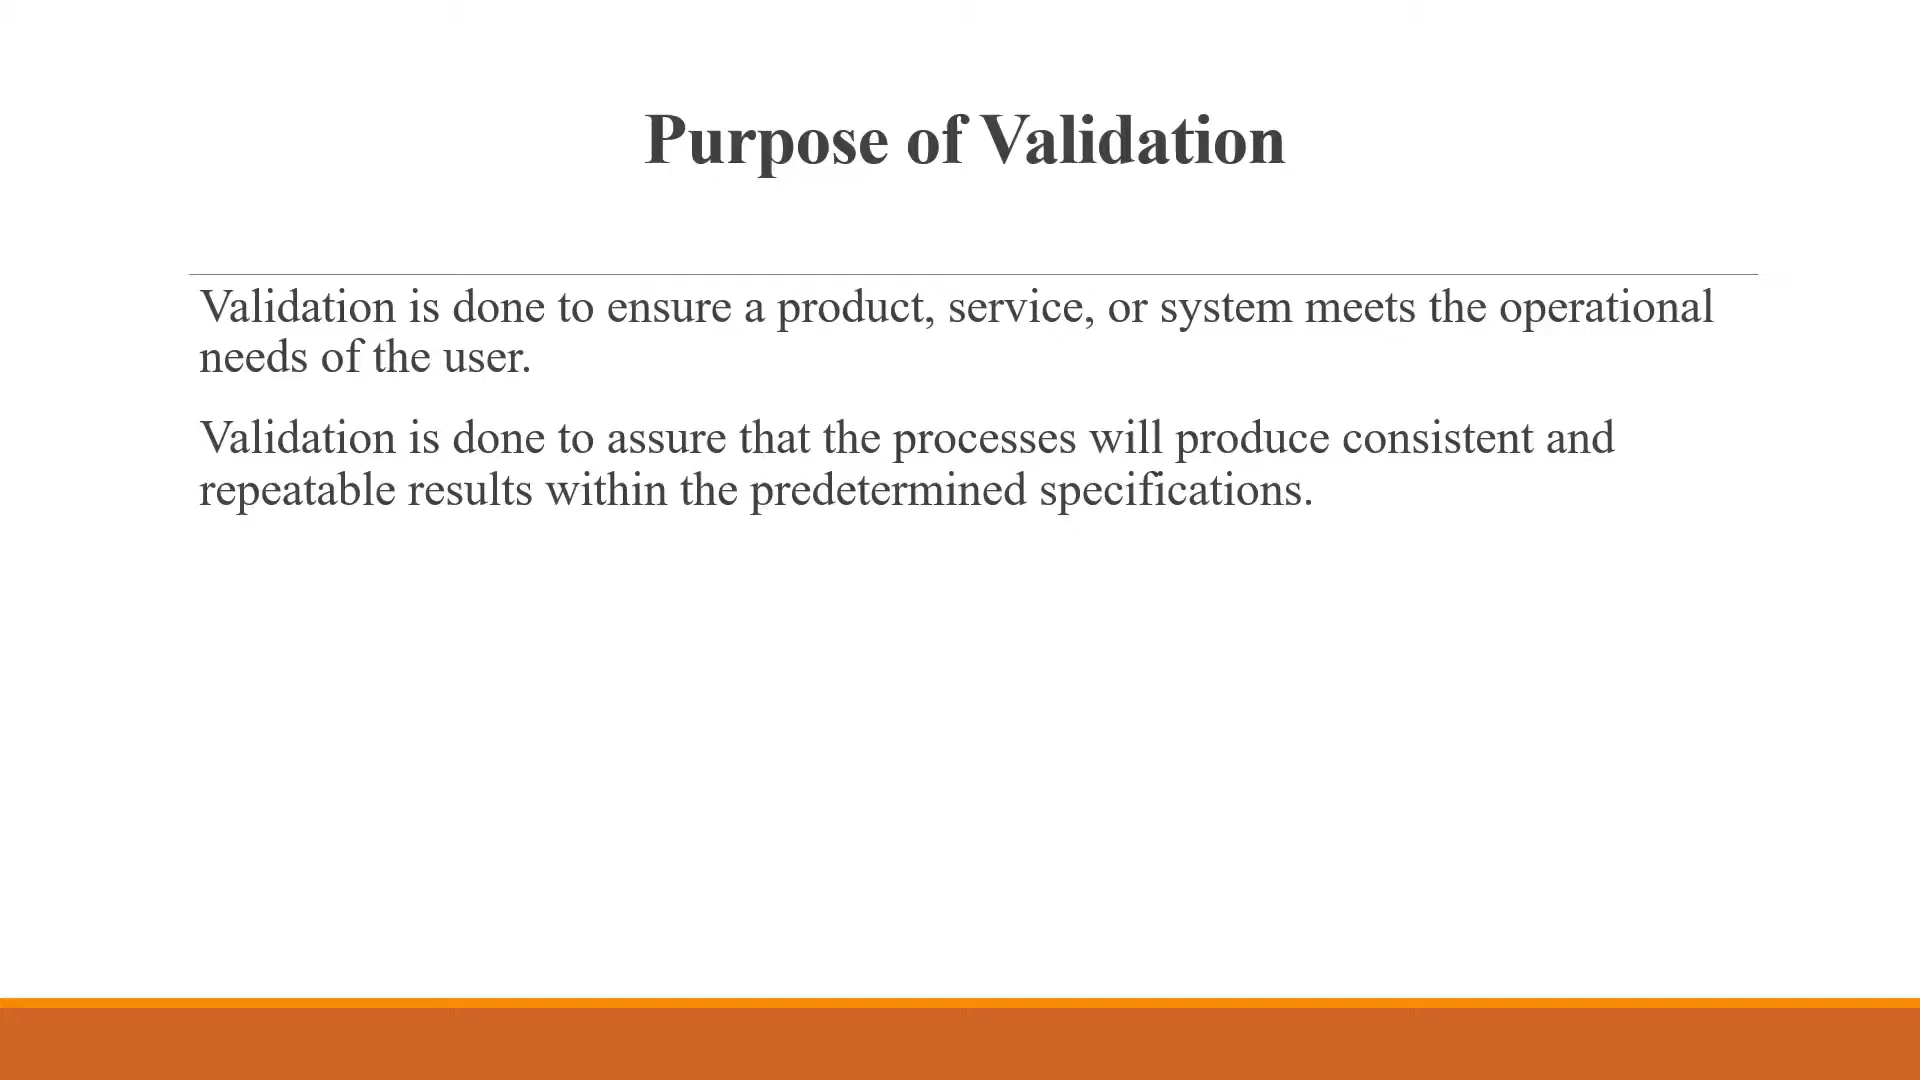 Purpose of Validation
Validation is done to ensure a product, service, or system meets the operational
needs of the user.
Validation is done to assure that the processes will produce consistent and
repeatable results within the predetermined specifications.